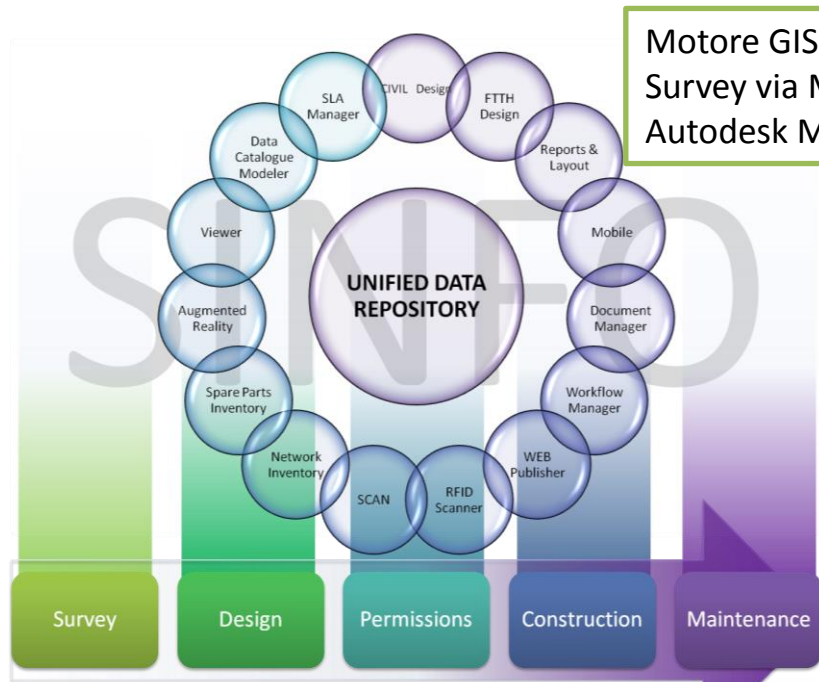 Motore GIS
Survey via M
Autodesk M
CIVIL Design
FTTH
Design
Reports &
Layout
Mobile
Document
Manager
Workflow
Manager
WEB
Publisher
RFID
Scanner
SCAN
Network
Inventory
Spare Parts
Inventory
Augmented
Reality
Viewer
Data
Catalogue
Modeler
SLA
Manager
UNIFIED DATA
REPOSITORY
SINFO
Survey
Design
Permissions
Construction
Maintenance